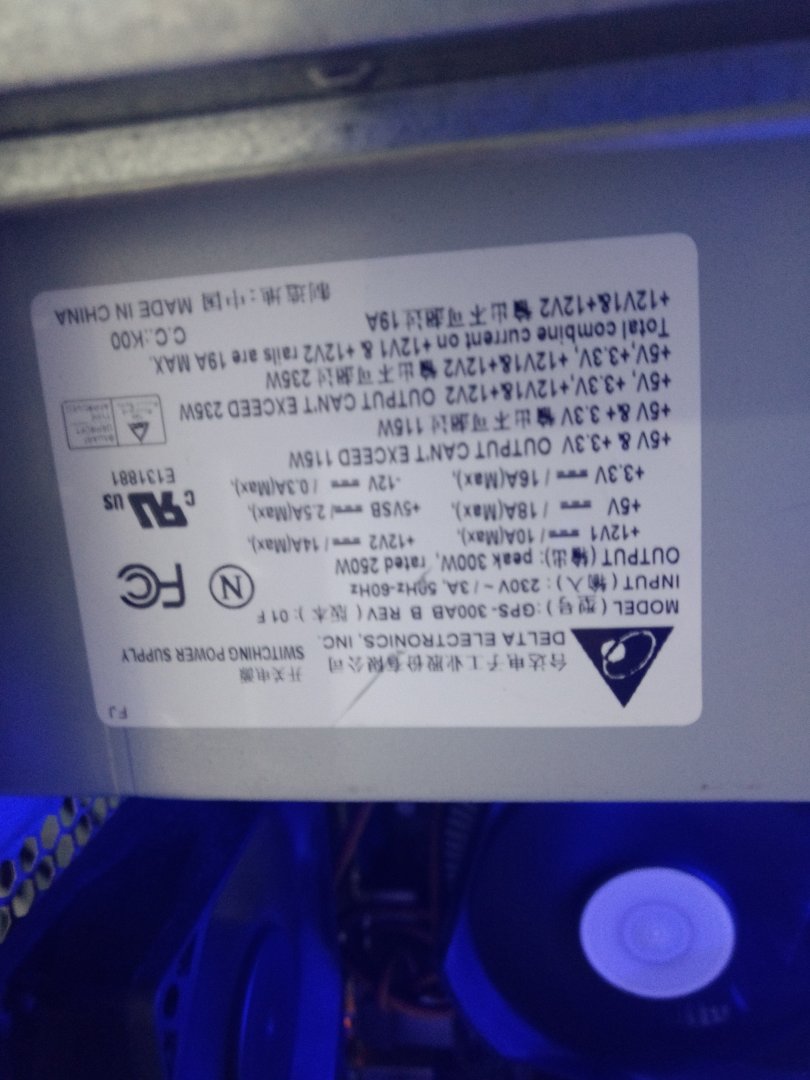 FJ
台达电子工业股份有限公司 开关电源
DELTA ELECTRONICS, INC. SWITCHING POWER SUPPLY
MODEL (型号):GPS-300AB B REV (版本):01F
INPUT (输入): 230V ~ / 3A, 50Hz-60Hz
OUTPUT (输出): peak 300W, rated 250W
+12V1 ⎓ / 10A(Max), +12V2 ⎓ / 14A(Max),
+5V ⎓ / 18A(Max), +5VSB ⎓ / 2.5A(Max),
+3.3V ⎓ / 16A(Max), -12V ⎓ / 0.3A(Max),
+5V & +3.3V OUTPUT CAN'T EXCEED 115W
+5V &+ 3.3V 输出不可超过 115W
+5V, +3.3V,+12V1&+12V2 OUTPUT CAN'T EXCEED 235W
+5V,+3.3V, +12V1&+12V2 输出不可超过 235W
Total combine current on +12V1 & +12V2 rails are 19A MAX.
+12V1&+12V2 输出不可超过 19A
N
FC
C US
E131881
C.C.:K00
制造地:中国 MADE IN CHINA